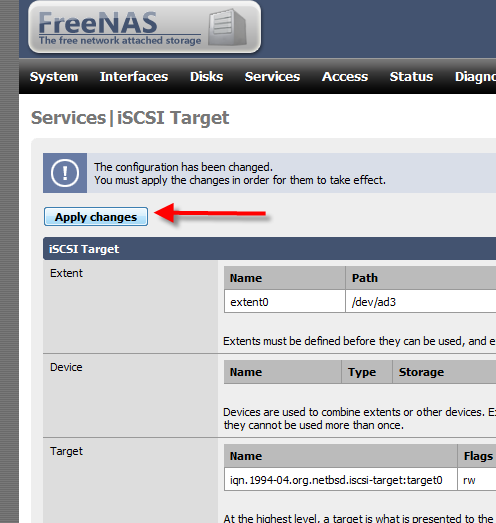 FreeNAS
The free network attached storage
System Interfaces Disks Services Access Status Diagno
Services|iSCSI Target
The configuration has been changed.
You must apply the changes in order for them to take effect.
Apply changes
iSCSI Target
Extent
Name Path
extent0 /dev/ad3
Extents must be defined before they can be used, and e
Device
Name Type Storage
Devices are used to combine extents or other devices. E
they cannot be used more than once.
Target
Name Flags
iqn.1994-04.org.netbsd.iscsi-target:target0 rw
At the highest level, a target is what is presented to the